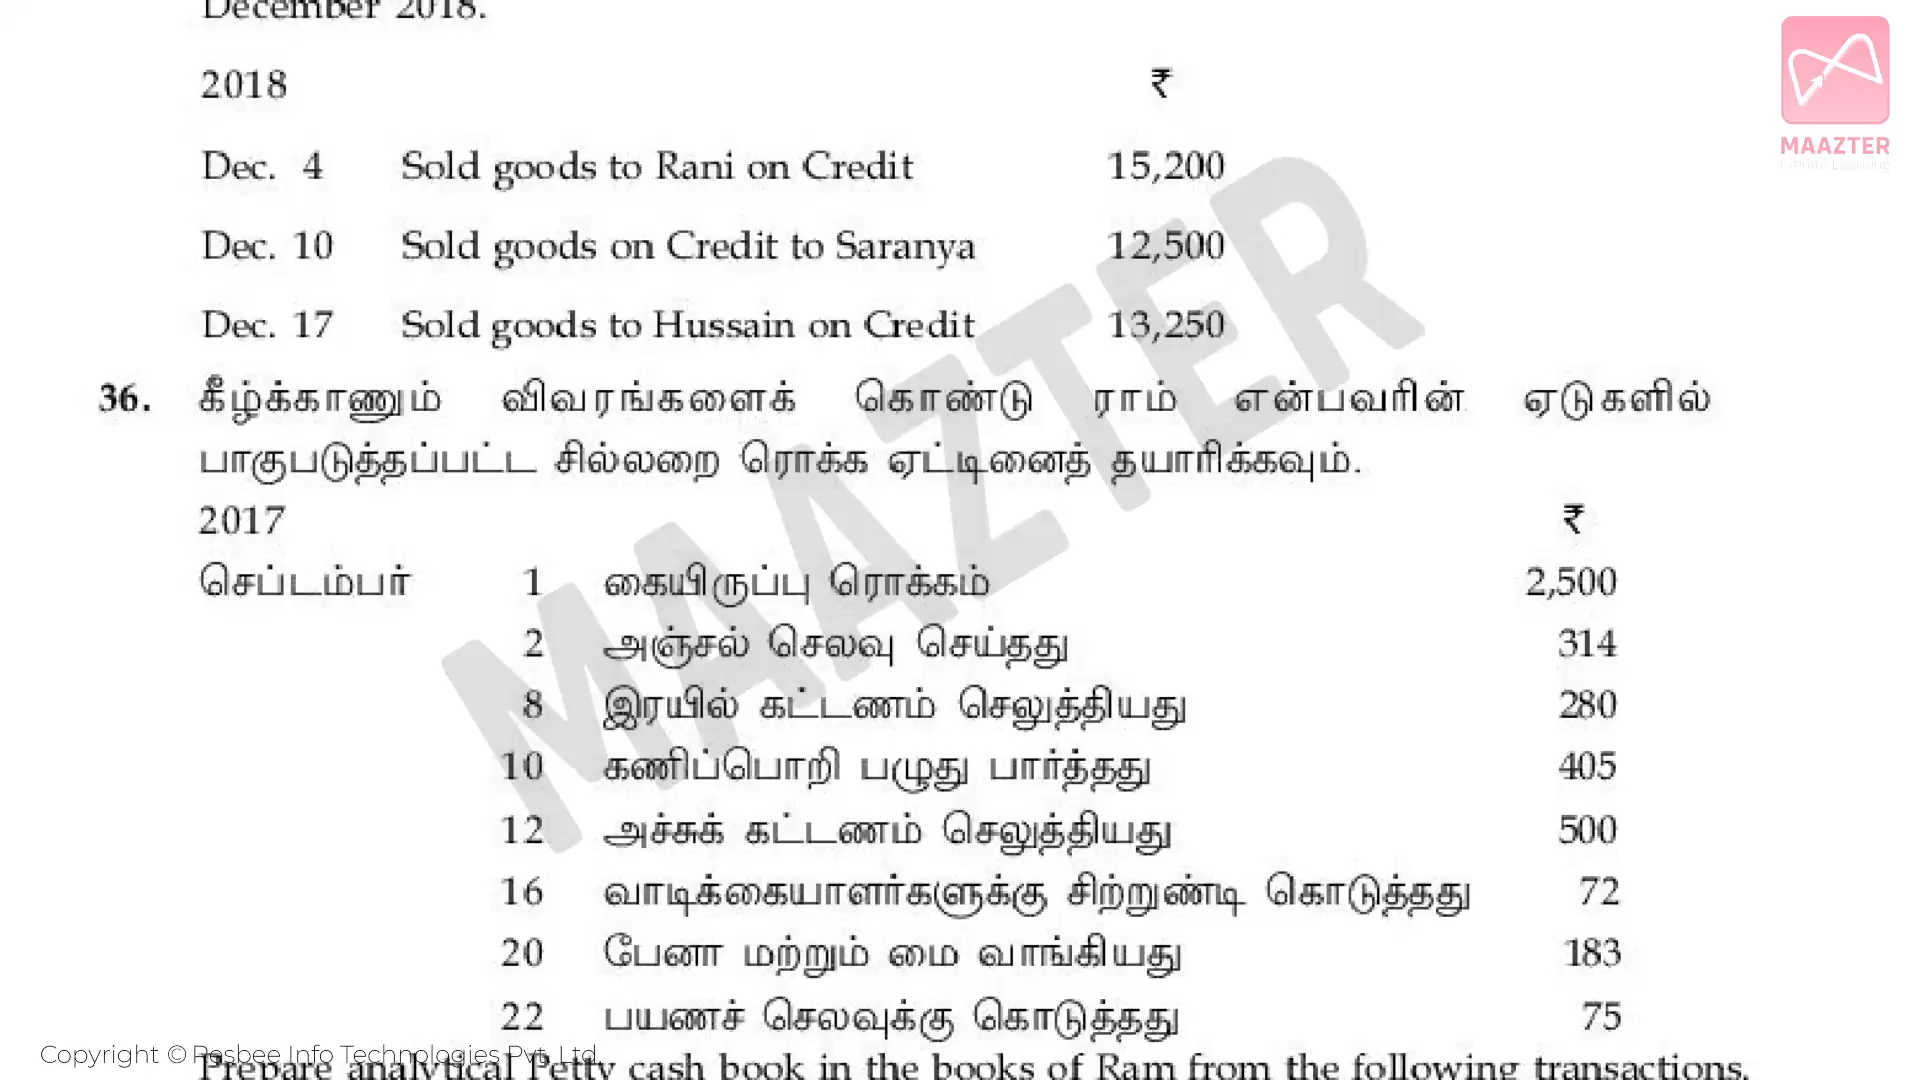 December 2018.
2018 ₹
Dec. 4 Sold goods to Rani on Credit 15,200
Dec. 10 Sold goods on Credit to Saranya 12,500
Dec. 17 Sold goods to Hussain on Credit 13,250
36. கீழ்க்காணும் விவரங்களைக் கொண்டு ராம் என்பவரின் ஏடுகளில்
பாகுபடுத்தப்பட்ட சில்லறை ரொக்க ஏட்டினைத் தயாரிக்கவும்.
2017 ₹
செப்டம்பர் 1 கையிருப்பு ரொக்கம் 2,500
2 அஞ்சல் செலவு செய்தது 314
8 இரயில் கட்டணம் செலுத்தியது 280
10 கணிப்பொறி பழுது பார்த்தது 405
12 அச்சுக் கட்டணம் செலுத்தியது 500
16 வாடிக்கையாளர்களுக்கு சிற்றுண்டி கொடுத்தது 72
20 பேனா மற்றும் மை வாங்கியது 183
22 பயணச் செலவுக்கு கொடுத்தது 75
Prepare analytical Petty cash book in the books of Ram from the following transactions.
MAAZTER
MAAZTER
Copyright © Rosbee Info Technologies Pvt. Ltd